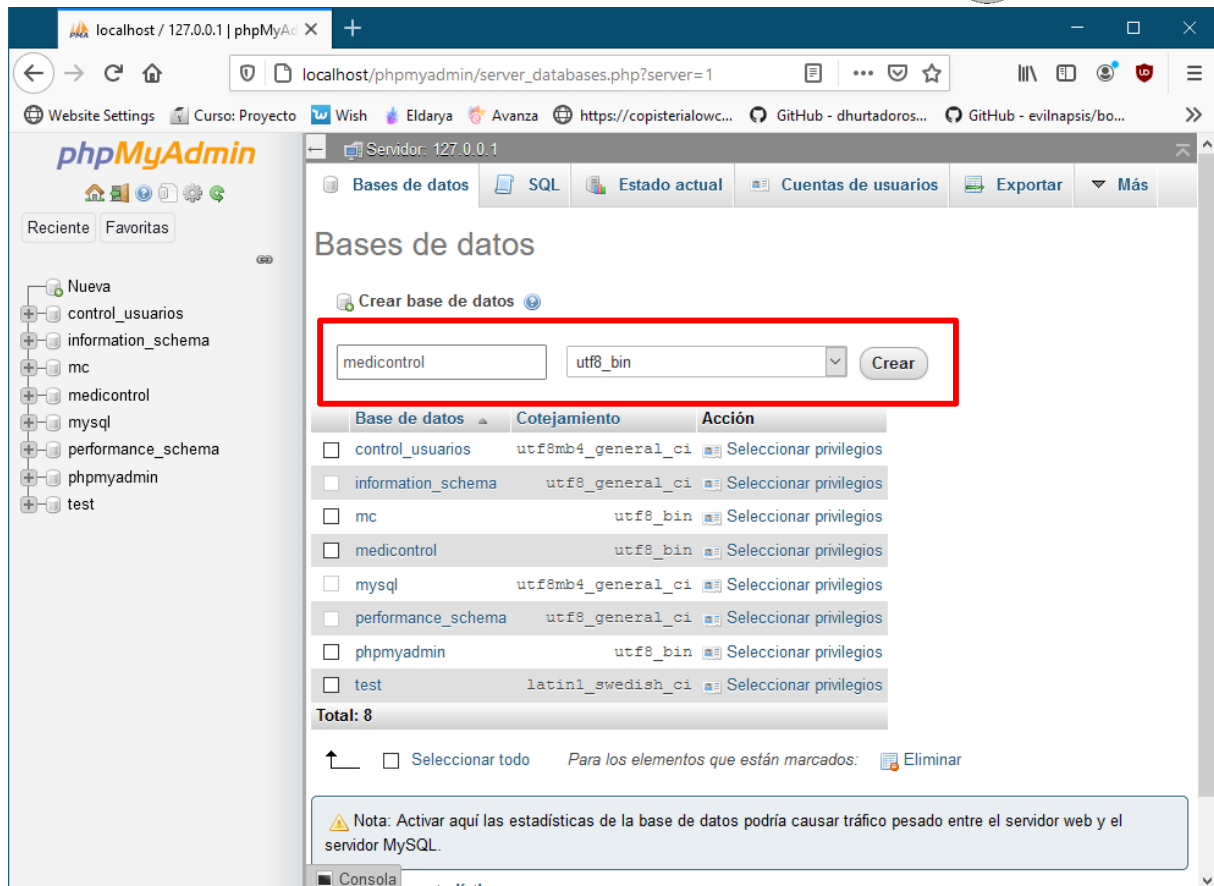 localhost / 127.0.0.1 | phpMyAd
localhost/phpmyadmin/server_databases.php?server=1
Website Settings Curso: Proyecto Wish Eldarya Avanza https://copisterialowc... GitHub - dhurtadoros... GitHub - evilnapsis/bo...
phpMyAdmin
Reciente Favoritas
Nueva
control_usuarios
information_schema
mc
medicontrol
mysql
performance_schema
phpmyadmin
test
Servidor: 127.0.0.1
Bases de datos SQL Estado actual Cuentas de usuarios Exportar Más
Bases de datos
Crear base de datos
medicontrol utf8_bin Crear
Base de datos Cotejamiento Acción
control_usuarios utf8mb4_general_ci Seleccionar privilegios
information_schema utf8_general_ci Seleccionar privilegios
mc utf8_bin Seleccionar privilegios
medicontrol utf8_bin Seleccionar privilegios
mysql utf8mb4_general_ci Seleccionar privilegios
performance_schema utf8_general_ci Seleccionar privilegios
phpmyadmin utf8_bin Seleccionar privilegios
test latin1_swedish_ci Seleccionar privilegios
Total: 8
Seleccionar todo Para los elementos que están marcados: Eliminar
Nota: Activar aquí las estadísticas de la base de datos podría causar tráfico pesado entre el servidor web y el
servidor MySQL.
Consola